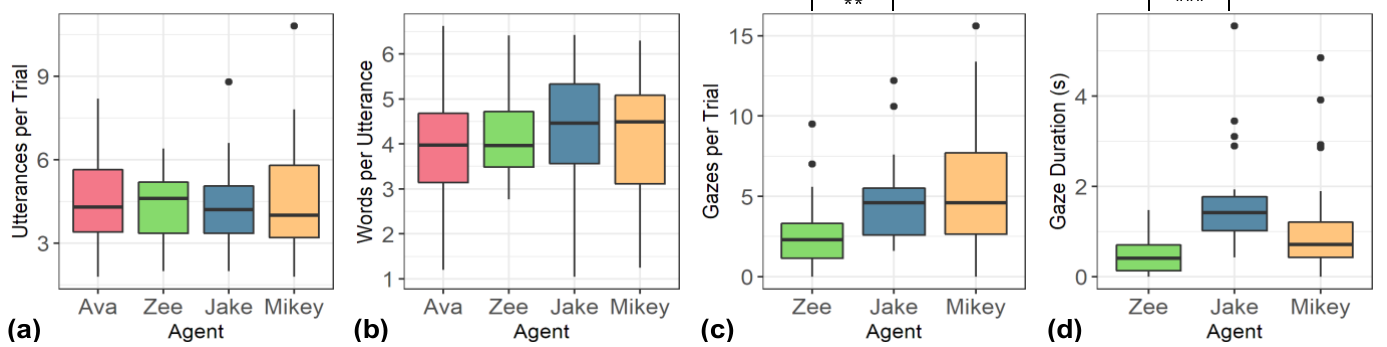 **
Utterances per Trial
9
6
3
Ava Zee Jake Mikey
Agent
(a)
Words per Utterance
6
5
4
3
2
1
Ava Zee Jake Mikey
Agent
(b)
Gazes per Trial
15
10
5
0
Zee Jake Mikey
Agent
(c)
Gaze Duration (s)
4
2
0
Zee Jake Mikey
Agent
(d)